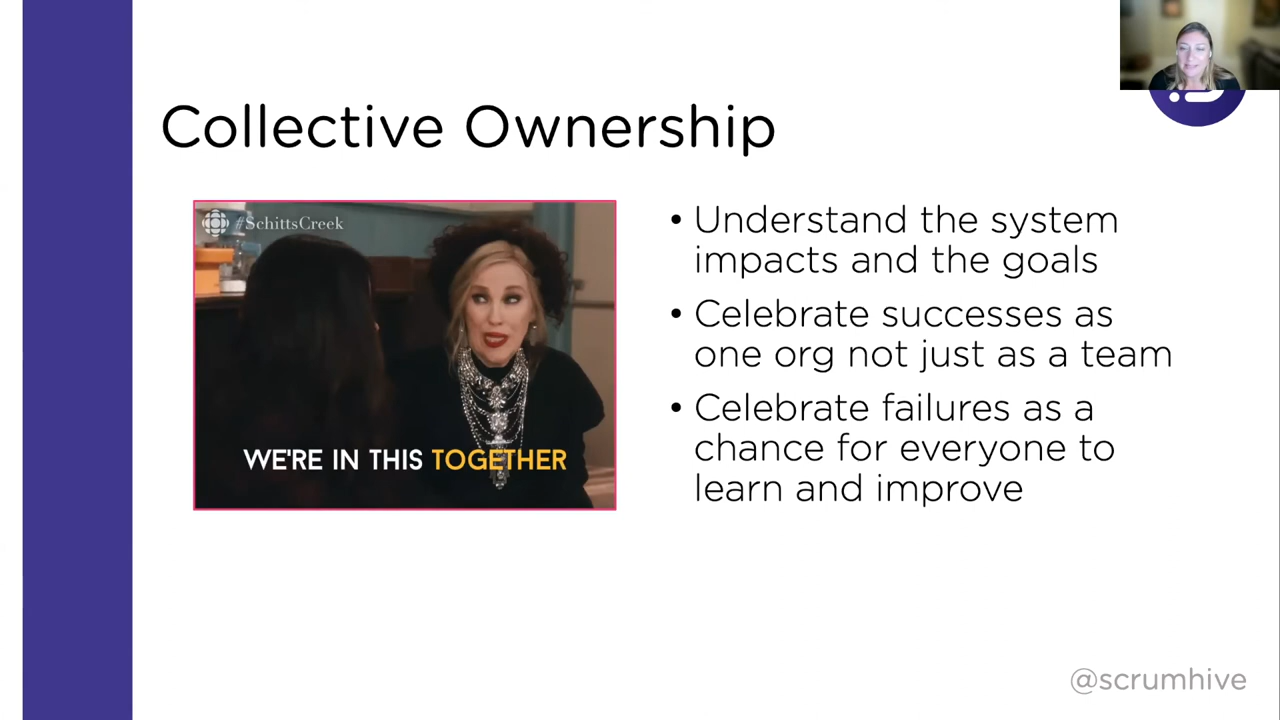 Collective Ownership
#SchittsCreek
WE'RE IN THIS TOGETHER
• Understand the system
impacts and the goals
• Celebrate successes as
one org not just as a team
• Celebrate failures as a
chance for everyone to
learn and improve
@scrumhive